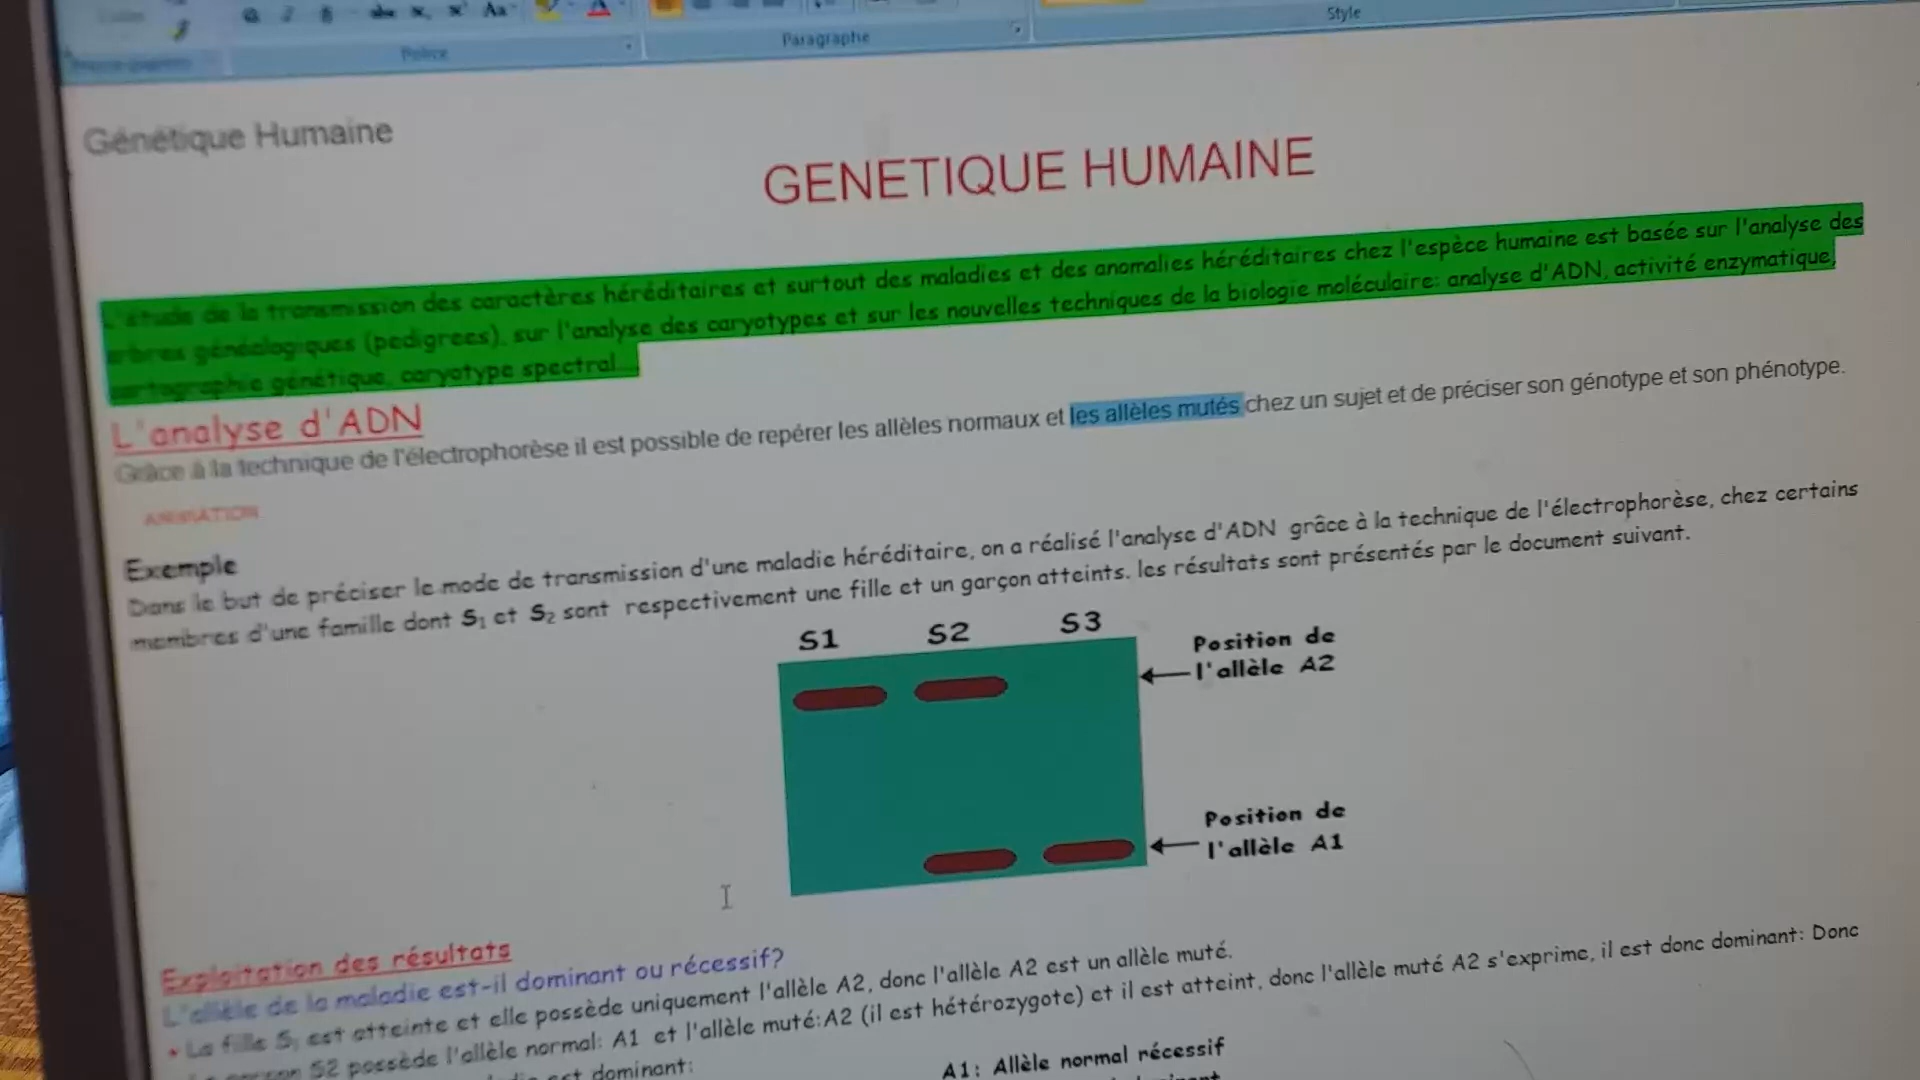 Police
Paragraphe
Style
Génétique Humaine
GENETIQUE HUMAINE
L'étude de la transmission des caractères héréditaires et surtout des maladies et des anomalies héréditaires chez l'espèce humaine est basée sur l'analyse des
arbres généalogiques (pedigrees), sur l'analyse des caryotypes et sur les nouvelles techniques de la biologie moléculaire: analyse d'ADN, activité enzymatique,
cartographie génétique, caryotype spectral...
L'analyse d'ADN
Grâce à la technique de l'électrophorèse il est possible de repérer les allèles normaux et les allèles mutés chez un sujet et de préciser son génotype et son phénotype.
ANIMATION
Exemple
Dans le but de préciser le mode de transmission d'une maladie héréditaire, on a réalisé l'analyse d'ADN grâce à la technique de l'électrophorèse, chez certains
membres d'une famille dont S1 et S2 sont respectivement une fille et un garçon atteints. les résultats sont présentés par le document suivant.
S1 S2 S3
Position de
l'allèle A2
Position de
l'allèle A1
Exploitation des résultats
L'allèle de la maladie est-il dominant ou récessif?
* La fille S1 est atteinte et elle possède uniquement l'allèle A2, donc l'allèle A2 est un allèle muté.
garçon S2 possède l'allèle normal: A1 et l'allèle muté:A2 (il est hétérozygote) et il est atteint, donc l'allèle muté A2 s'exprime, il est donc dominant: Donc
est dominant:
A1: Allèle normal récessif